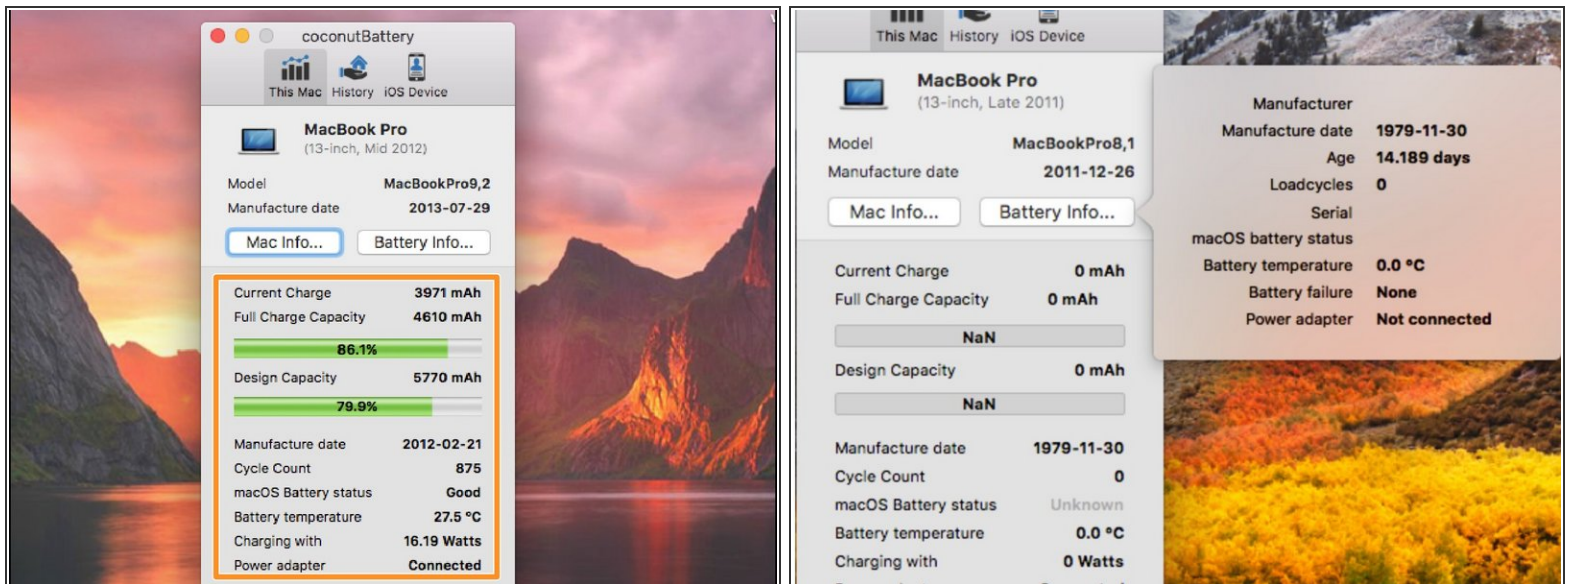 coconutBattery
This Mac History iOS Device
MacBook Pro
(13-inch, Mid 2012)
Model MacBookPro9,2
Manufacture date 2013-07-29
Mac Info... Battery Info...
Current Charge 3971 mAh
Full Charge Capacity 4610 mAh
86.1%
Design Capacity 5770 mAh
79.9%
Manufacture date 2012-02-21
Cycle Count 875
macOS Battery status Good
Battery temperature 27.5 °C
Charging with 16.19 Watts
Power adapter Connected
This Mac History iOS Device
MacBook Pro
(13-inch, Late 2011)
Model MacBookPro8,1
Manufacture date 2011-12-26
Mac Info... Battery Info...
Current Charge 0 mAh
Full Charge Capacity 0 mAh
NaN
Design Capacity 0 mAh
NaN
Manufacture date 1979-11-30
Cycle Count 0
macOS Battery status Unknown
Battery temperature 0.0 °C
Charging with 0 Watts
Manufacturer
Manufacture date 1979-11-30
Age 14.189 days
Loadcycles 0
Serial
macOS battery status
Battery temperature 0.0 °C
Battery failure None
Power adapter Not connected